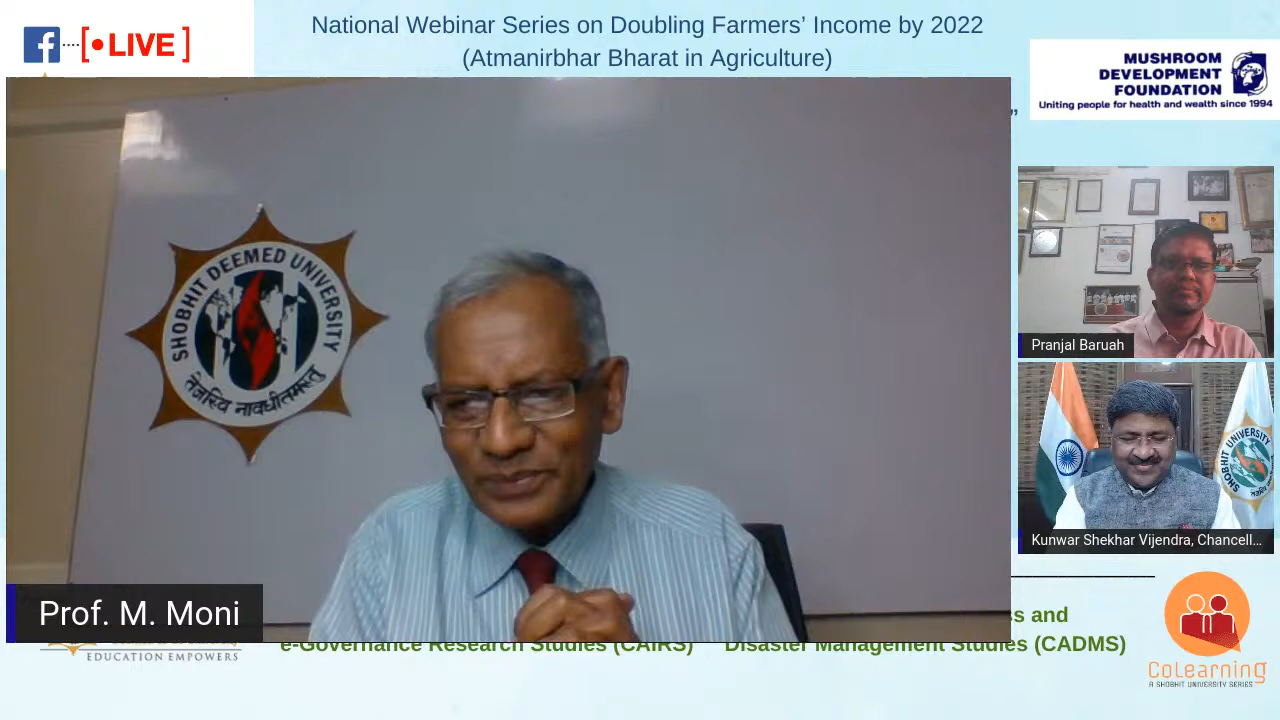 LIVE
National Webinar Series on Doubling Farmers' Income by 2022
(Atmanirbhar Bharat in Agriculture)
MUSHROOM
DEVELOPMENT
FOUNDATION
Uniting people for health and wealth since 1994
SHOBHIT DEEMED UNIVERSITY
तेजस्वि नावधीतमस्तु
Pranjal Baruah
SHOBHIT UNIVERSITY
Kunwar Shekhar Vijendra, Chancell...
Prof. M. Moni
EDUCATION EMPOWERS
and
e-Governance Research Studies (CAIRS) Disaster Management Studies (CADMS)
CoLearning
A SHOBHIT UNIVERSITY SERIES